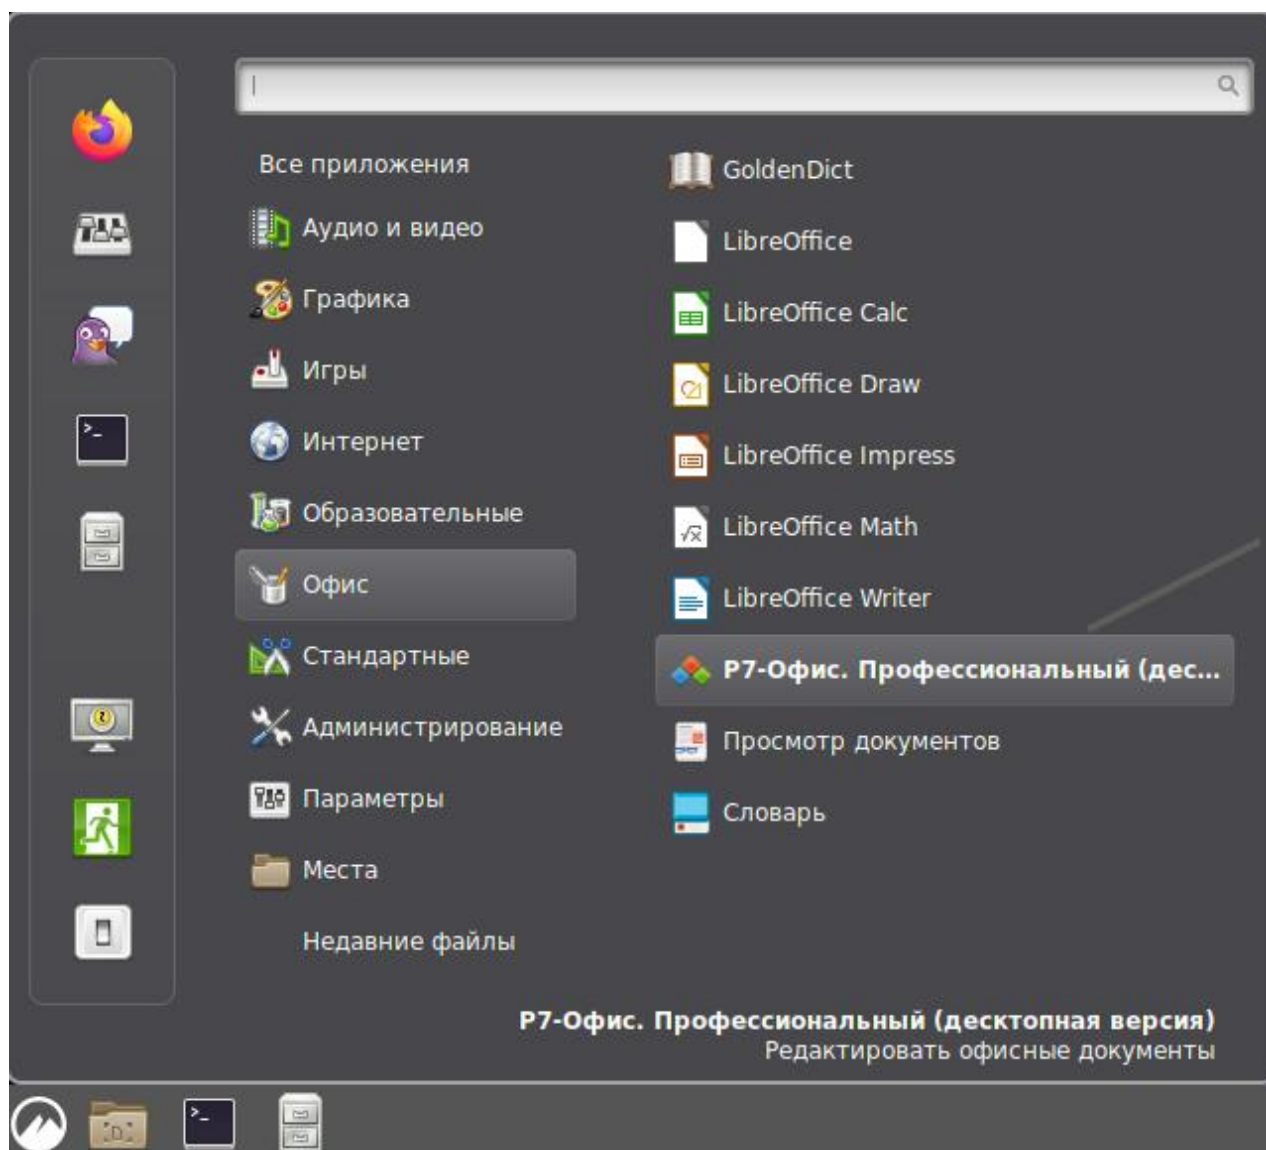 Все приложения
Аудио и видео
Графика
Игры
Интернет
Образовательные
Офис
Стандартные
Администрирование
Параметры
Места
Недавние файлы
GoldenDict
LibreOffice
LibreOffice Calc
LibreOffice Draw
LibreOffice Impress
LibreOffice Math
LibreOffice Writer
Р7-Офис. Профессиональный (дес...
Просмотр документов
Словарь
Р7-Офис. Профессиональный (десктопная версия)
Редактировать офисные документы